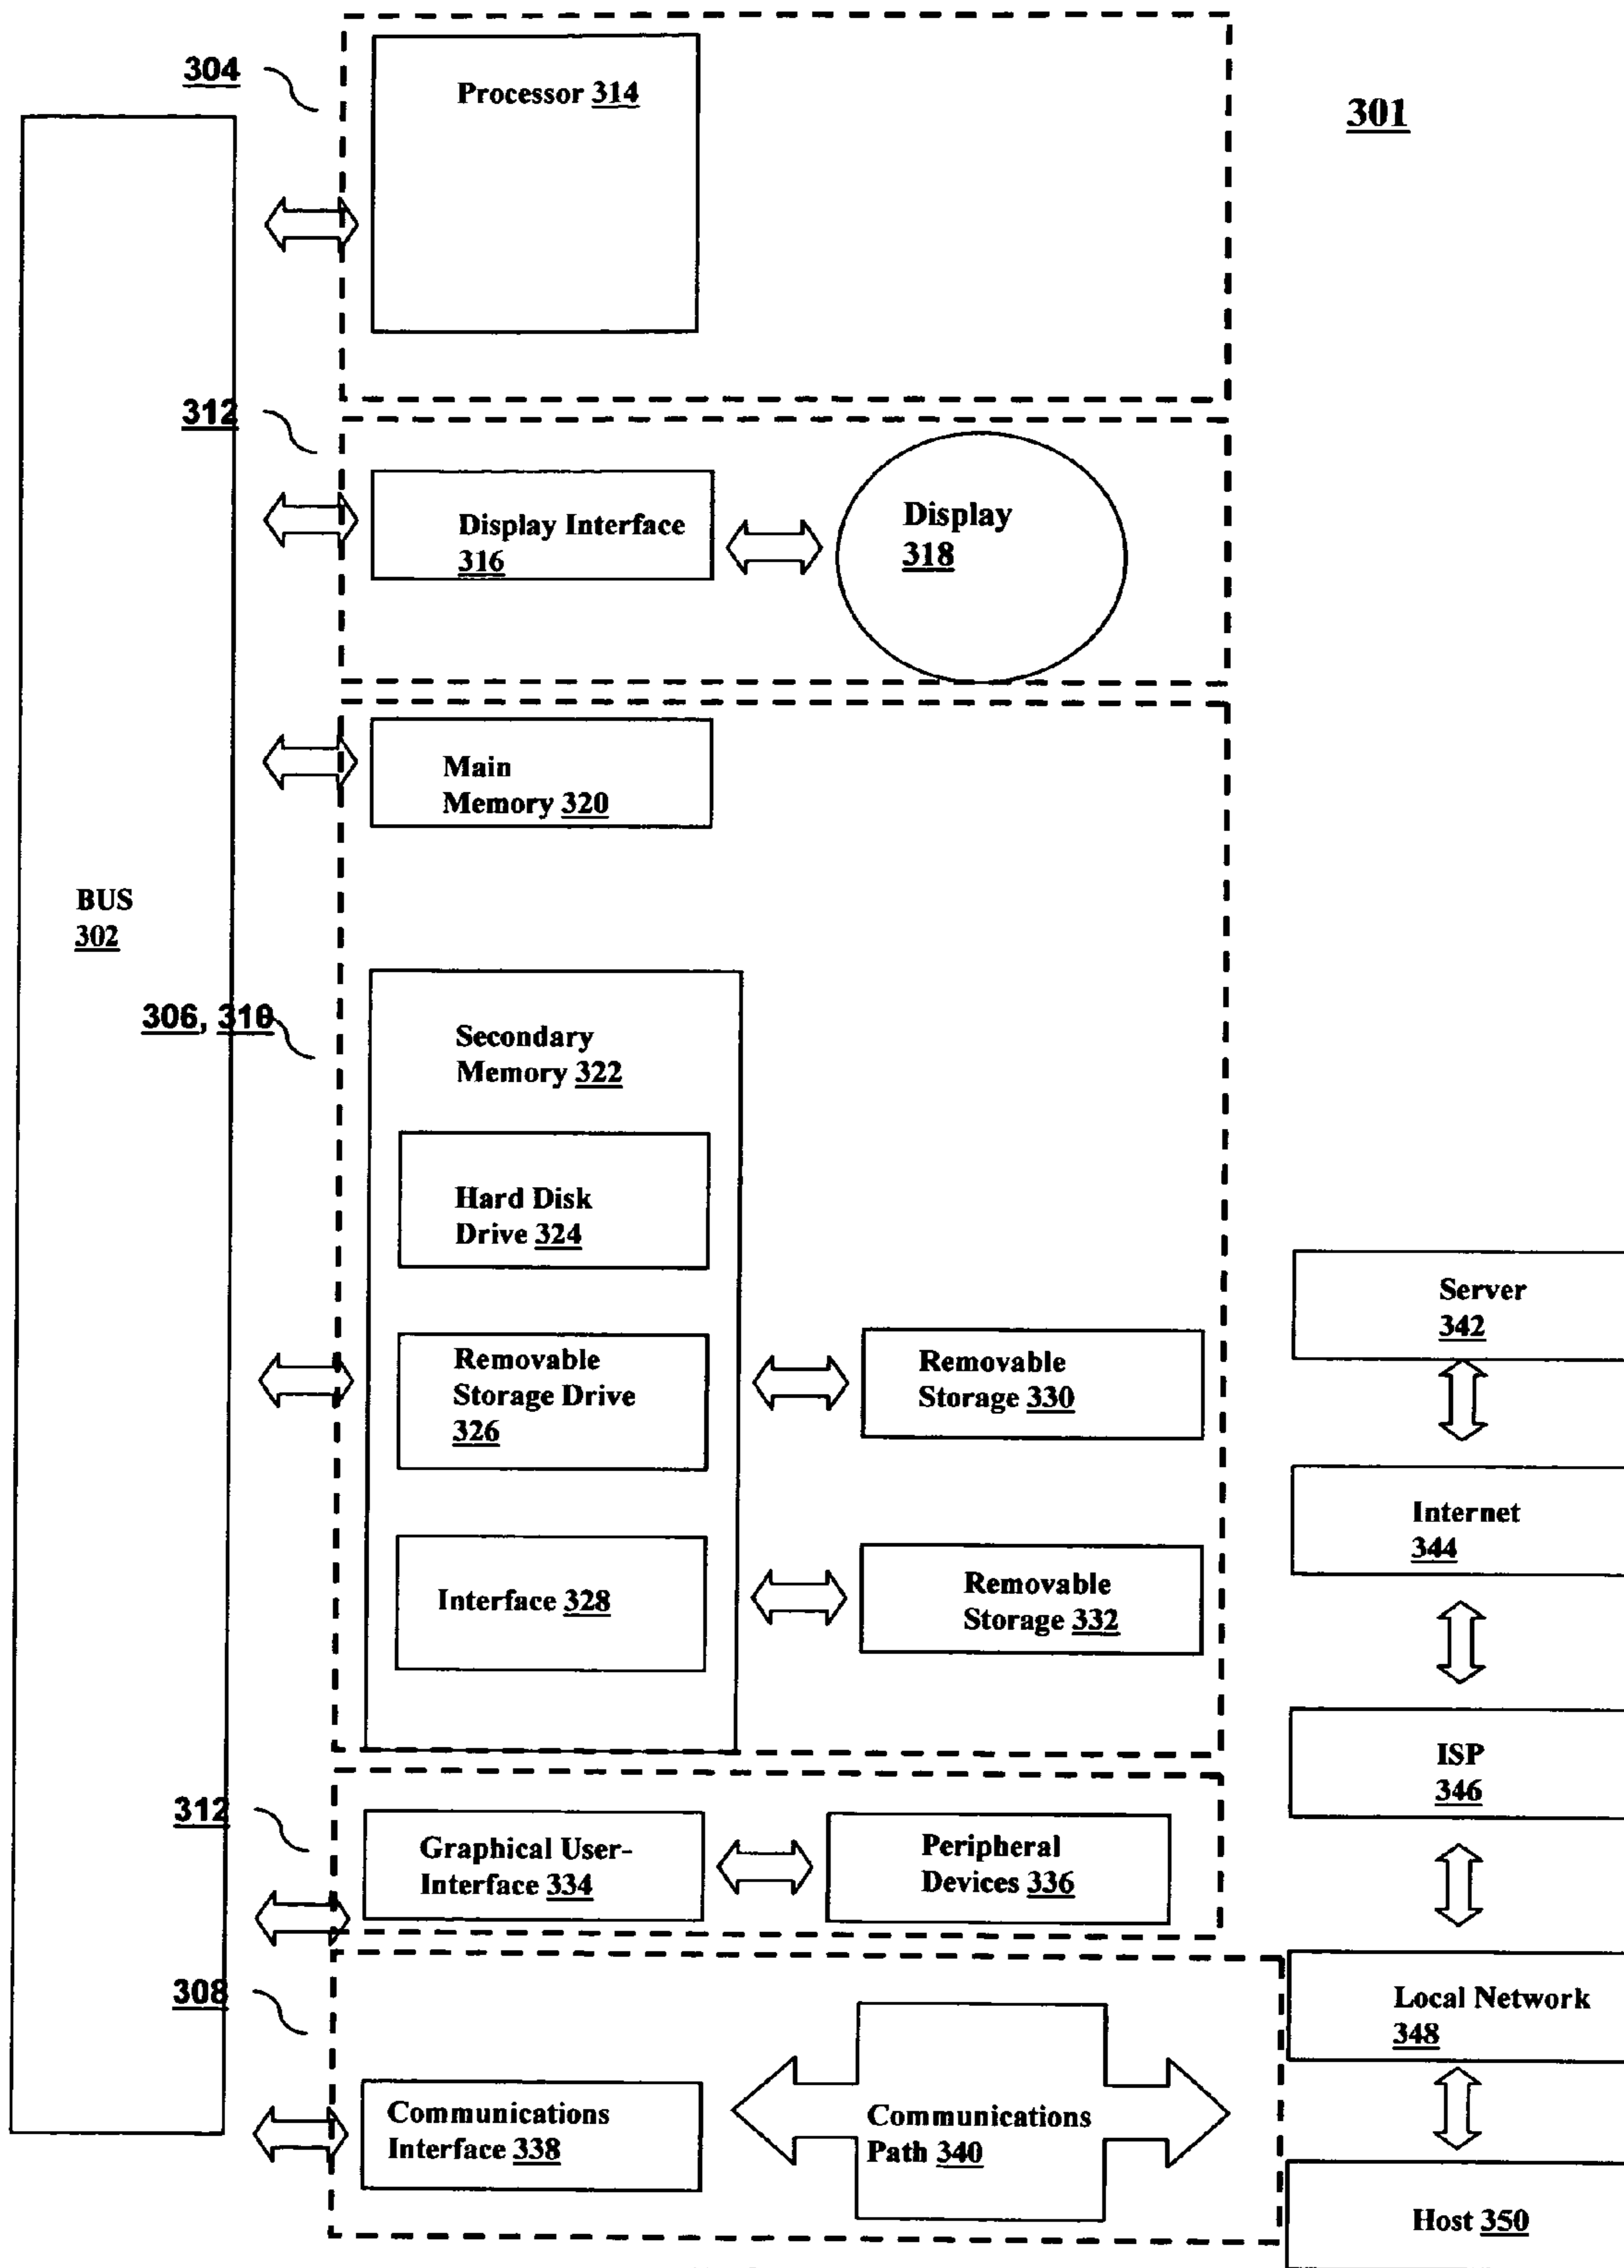 304
Processor 314
301
312
Display Interface
316
Display
318
Main
Memory 320
BUS
302
306, 310
Secondary
Memory 322
Hard Disk
Drive 324
Removable
Storage Drive
326
Removable
Storage 330
Interface 328
Removable
Storage 332
Server
342
Internet
344
ISP
346
312
Graphical User-
Interface 334
Peripheral
Devices 336
308
Local Network
348
Communications
Interface 338
Communications
Path 340
Host 350